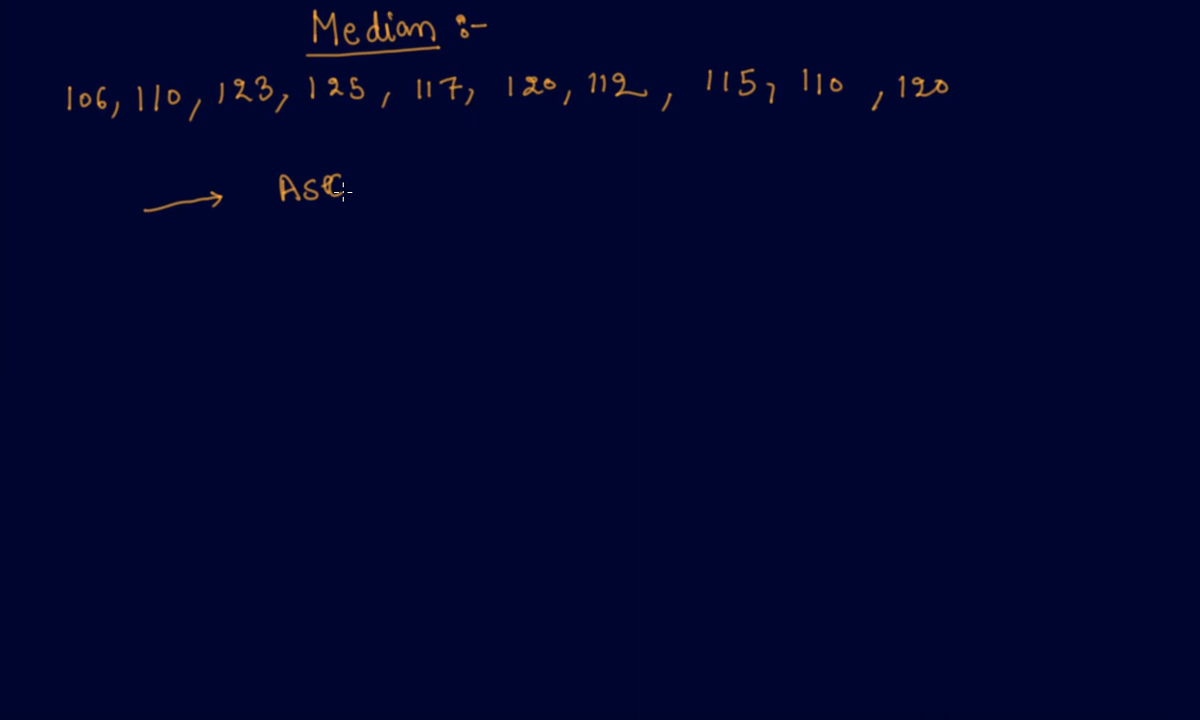 Median :-
106, 110, 123, 125, 117, 120, 112, 115, 110, 120
→ Asc